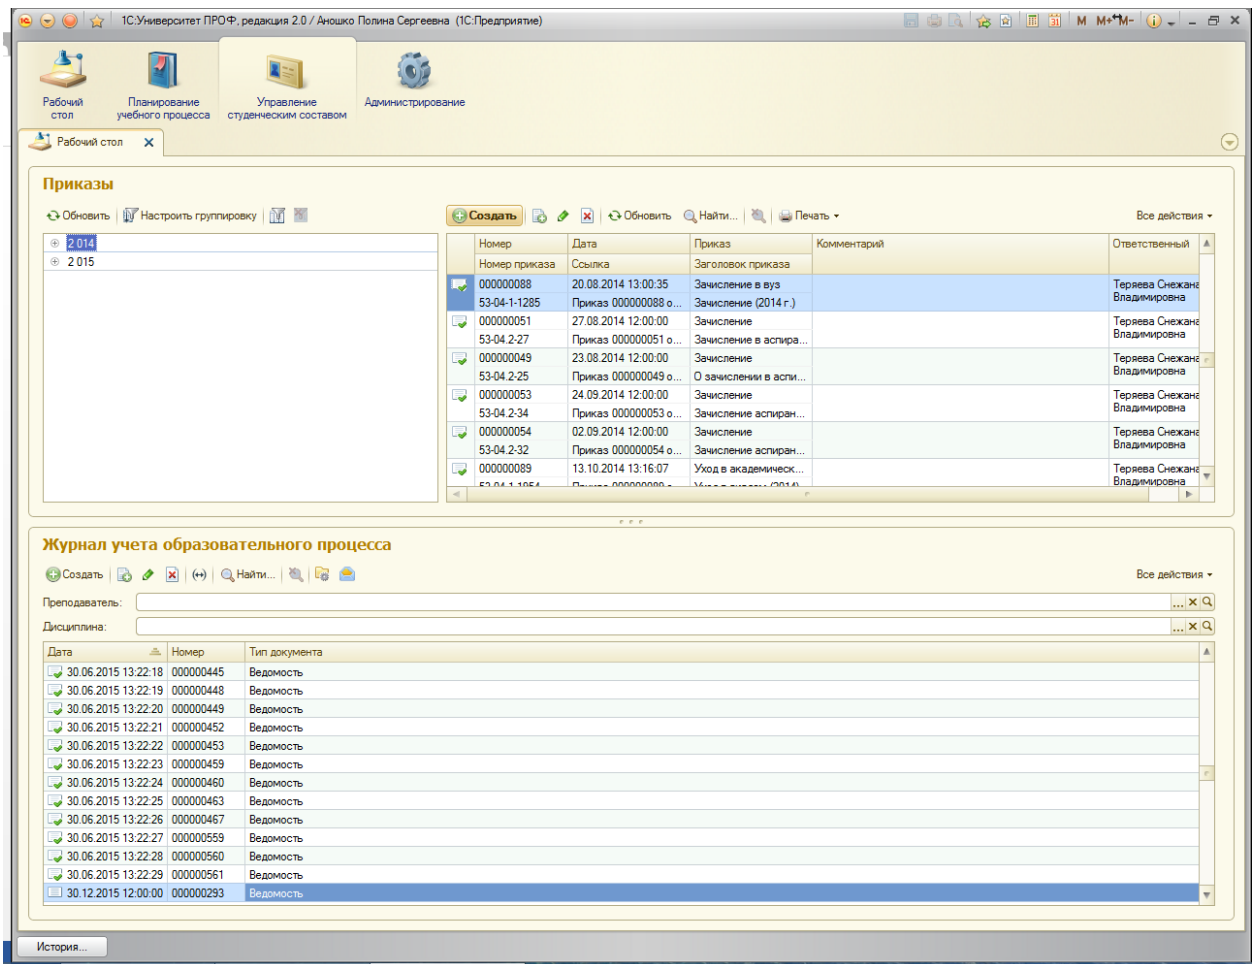 1С:Университет ПРОФ, редакция 2.0 / Аношко Полина Сергеевна (1С:Предприятие)
M M+ M-
Рабочий стол
Планирование учебного процесса
Управление студенческим составом
Администрирование
Рабочий стол
Приказы
Обновить Настроить группировку
Создать Обновить Найти... Печать Все действия
2 014
2 015
Номер Дата Приказ Комментарий Ответственный
Номер приказа Ссылка Заголовок приказа
000000088 20.08.2014 13:00:35 Зачисление в вуз Теряева Снежана Владимировна
53-04-1-1285 Приказ 000000088 о... Зачисление (2014 г.)
000000051 27.08.2014 12:00:00 Зачисление Теряева Снежана Владимировна
53-04.2-27 Приказ 000000051 о... Зачисление в аспира...
000000049 23.08.2014 12:00:00 Зачисление Теряева Снежана Владимировна
53-04.2-25 Приказ 000000049 о... О зачислении в аспи...
000000053 24.09.2014 12:00:00 Зачисление Теряева Снежана Владимировна
53-04.2-34 Приказ 000000053 о... Зачисление аспиран...
000000054 02.09.2014 12:00:00 Зачисление Теряева Снежана Владимировна
53-04.2-32 Приказ 000000054 о... Зачисление аспиран...
000000089 13.10.2014 13:16:07 Уход в академическ... Теряева Снежана Владимировна
Журнал учета образовательного процесса
Создать Найти... Все действия
Преподаватель:
Дисциплина:
Дата Номер Тип документа
30.06.2015 13:22:18 000000445 Ведомость
30.06.2015 13:22:19 000000448 Ведомость
30.06.2015 13:22:20 000000449 Ведомость
30.06.2015 13:22:21 000000452 Ведомость
30.06.2015 13:22:22 000000453 Ведомость
30.06.2015 13:22:23 000000459 Ведомость
30.06.2015 13:22:24 000000460 Ведомость
30.06.2015 13:22:25 000000463 Ведомость
30.06.2015 13:22:26 000000467 Ведомость
30.06.2015 13:22:27 000000559 Ведомость
30.06.2015 13:22:28 000000560 Ведомость
30.06.2015 13:22:29 000000561 Ведомость
30.12.2015 12:00:00 000000293 Ведомость
История...